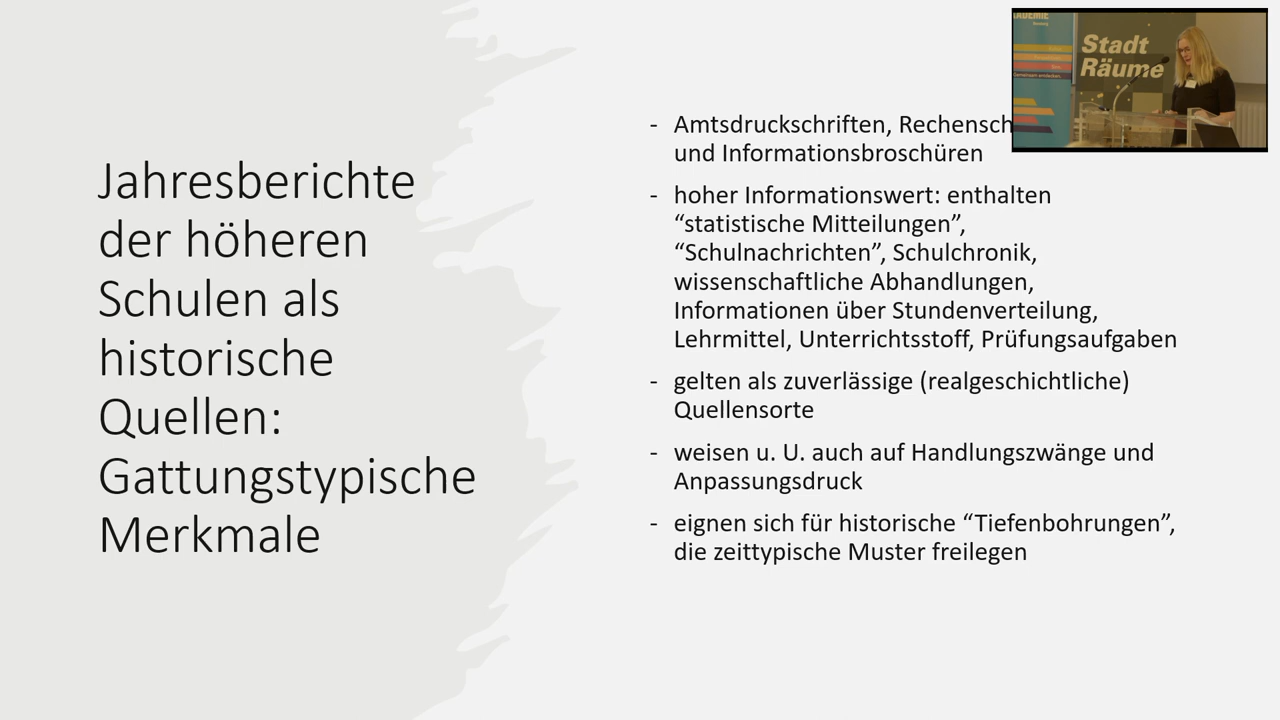 Jahresberichte
der höheren
Schulen als
historische
Quellen:
Gattungstypische
Merkmale
- Amtsdruckschriften, Rechensch
und Informationsbroschüren
- hoher Informationswert: enthalten
“statistische Mitteilungen”,
“Schulnachrichten”, Schulchronik,
wissenschaftliche Abhandlungen,
Informationen über Stundenverteilung,
Lehrmittel, Unterrichtsstoff, Prüfungsaufgaben
- gelten als zuverlässige (realgeschichtliche)
Quellensorte
- weisen u. U. auch auf Handlungszwänge und
Anpassungsdruck
- eignen sich für historische “Tiefenbohrungen”,
die zeittypische Muster freilegen
Stadt
Räume